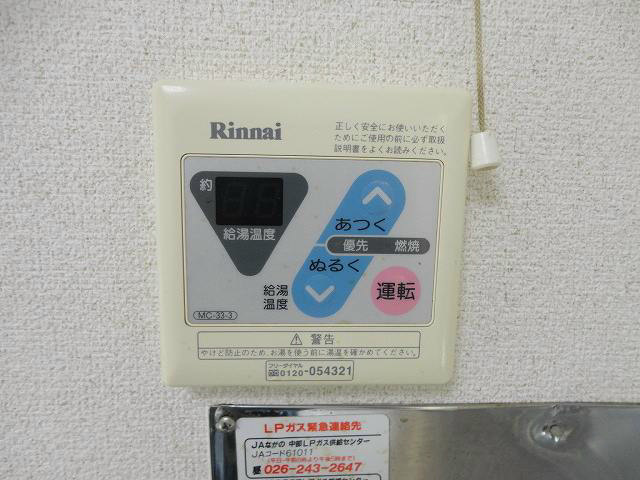 Rinnai
正しく安全にお使いいただく
ためにご使用の前に必ず取扱
説明書をよくお読みください。
約
給湯温度
あつく
優先 燃焼
ぬるく
給湯
温度
運転
MC-33-3
⚠ 警告
やけど防止のため、お湯を使う前に湯温を確かめてください。
フリーダイヤル
0120-054321
LPガス緊急連絡先
JAながの 中部LPガス供給センター
JAコード61011
026-243-2647